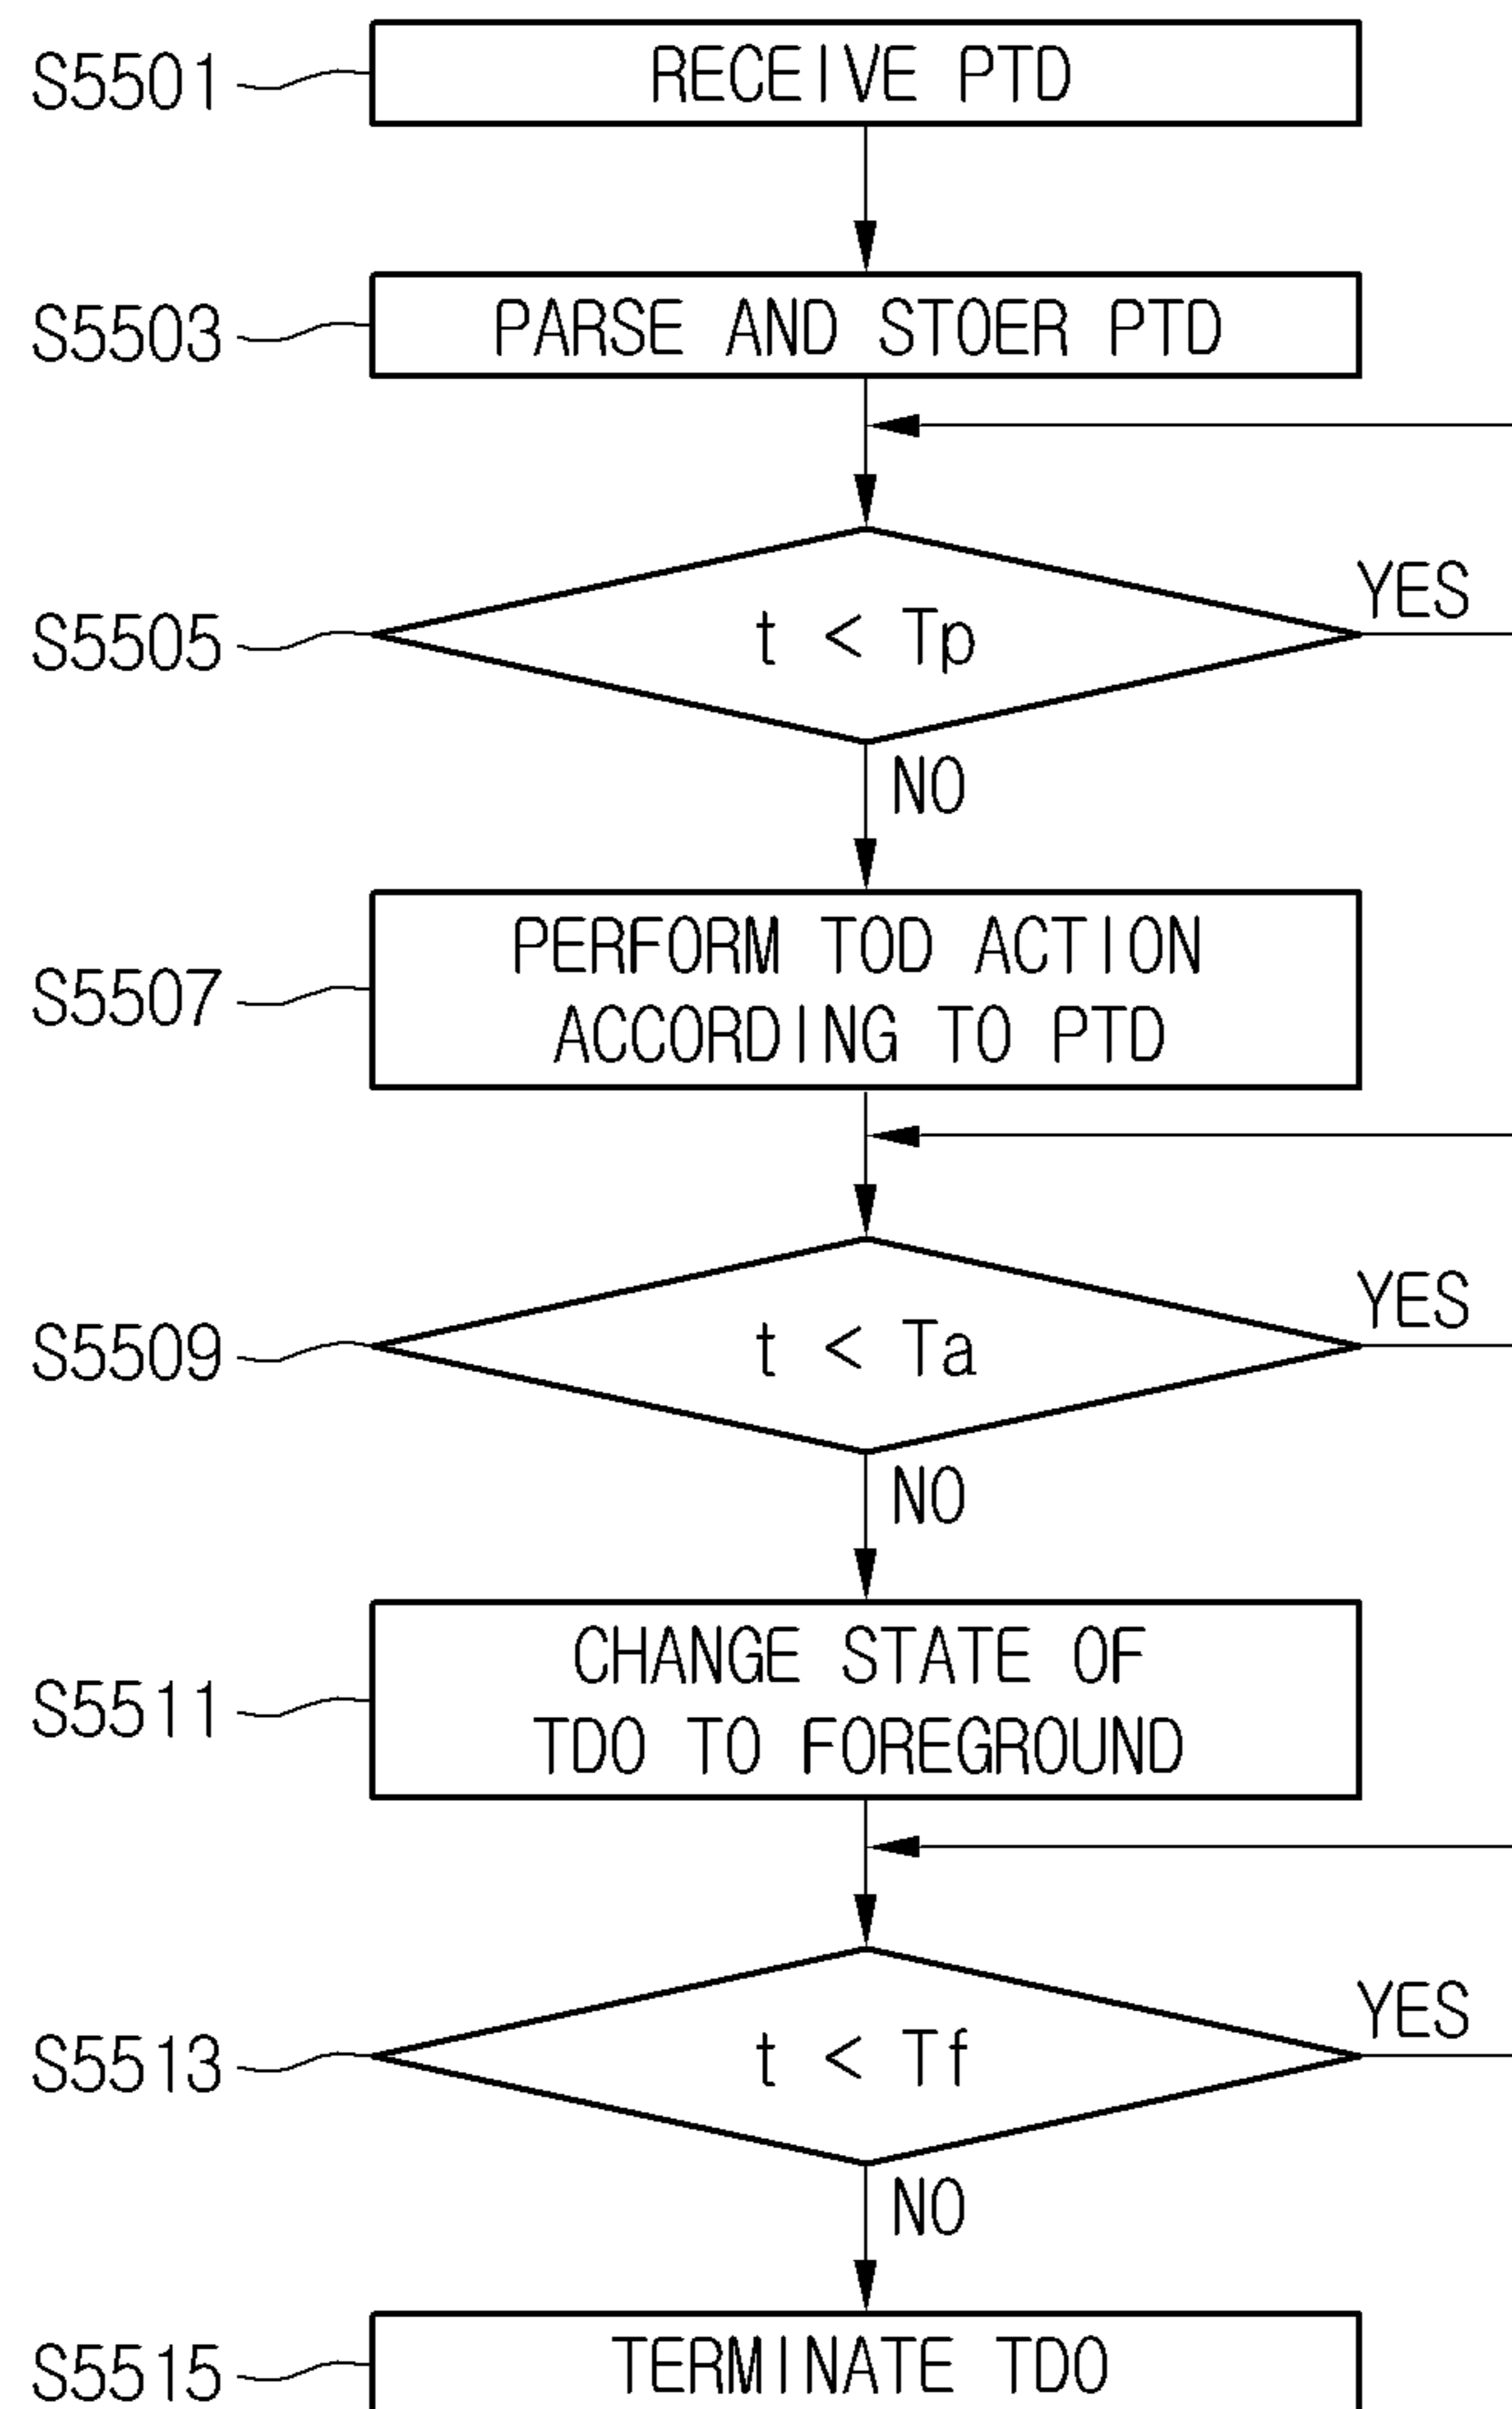 S5501 RECEIVE PTD
S5503 PARSE AND STOER PTD
S5505 t < Tp YES
NO
S5507 PERFORM TOD ACTION
ACCORDING TO PTD
S5509 t < Ta YES
NO
S5511 CHANGE STATE OF
TDO TO FOREGROUND
S5513 t < Tf YES
NO
S5515 TERMINATE TDO